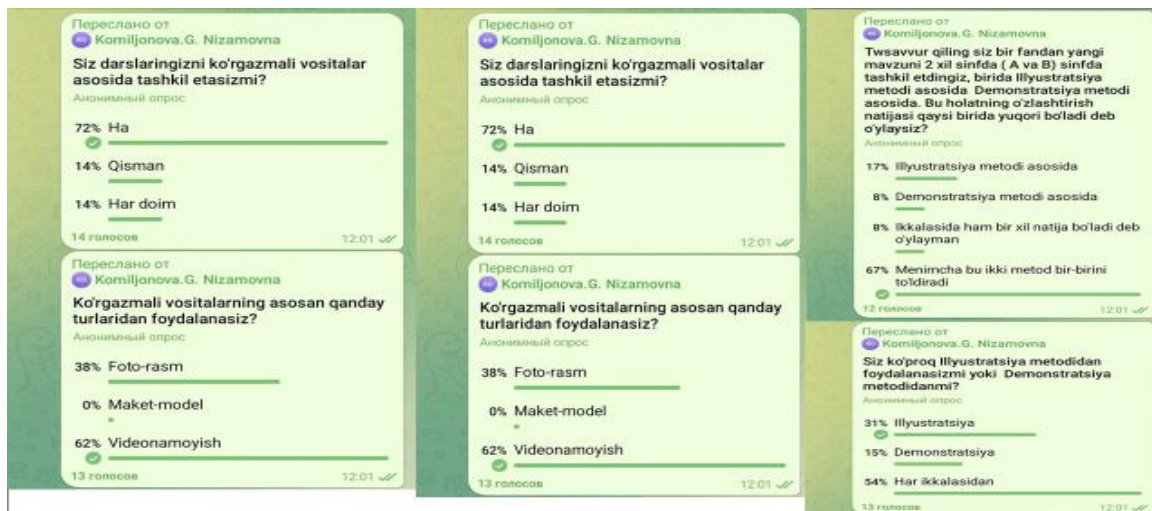 Переслано от
Komiljonova.G. Nizamovna
Siz darslaringizni ko'rgazmali vositalar
asosida tashkil etasizmi?
Анонимный опрос
72% Ha
14% Qisman
14% Har doim
14 голосов 12:01
Переслано от
Komiljonova.G. Nizamovna
Ko'rgazmali vositalarning asosan qanday
turlaridan foydalanasiz?
Анонимный опрос
38% Foto-rasm
0% Maket-model
62% Videonamoyish
13 голосов 12:01
Переслано от
Komiljonova.G. Nizamovna
Siz darslaringizni ko'rgazmali vositalar
asosida tashkil etasizmi?
Анонимный опрос
72% Ha
14% Qisman
14% Har doim
14 голосов 12:01
Переслано от
Komiljonova.G. Nizamovna
Ko'rgazmali vositalarning asosan qanday
turlaridan foydalanasiz?
Анонимный опрос
38% Foto-rasm
0% Maket-model
62% Videonamoyish
13 голосов 12:01
Переслано от
Komiljonova.G. Nizamovna
Twsavvur qiling siz bir fandan yangi
mavzuni 2 xil sinfda ( A va B) sinfda
tashkil etdingiz, birida Illyustratsiya
metodi asosida Demonstratsiya metodi
asosida. Bu holatning o'zlashtirish
natijasi qaysi birida yuqori bo'ladi deb
o'ylaysiz?
Анонимный опрос
17% Illyustratsiya metodi asosida
8% Demonstratsiya metodi asosida
8% Ikkalasida ham bir xil natija bo'ladi deb
o'ylayman
67% Menimcha bu ikki metod bir-birini
to'ldiradi
12 голосов 12:01
Переслано от
Komiljonova.G. Nizamovna
Siz ko'proq Illyustratsiya metodidan
foydalanasizmi yoki Demonstratsiya
metodidanmi?
Анонимный опрос
31% Illyustratsiya
15% Demonstratsiya
54% Har ikkalasidan
13 голосов 12:01